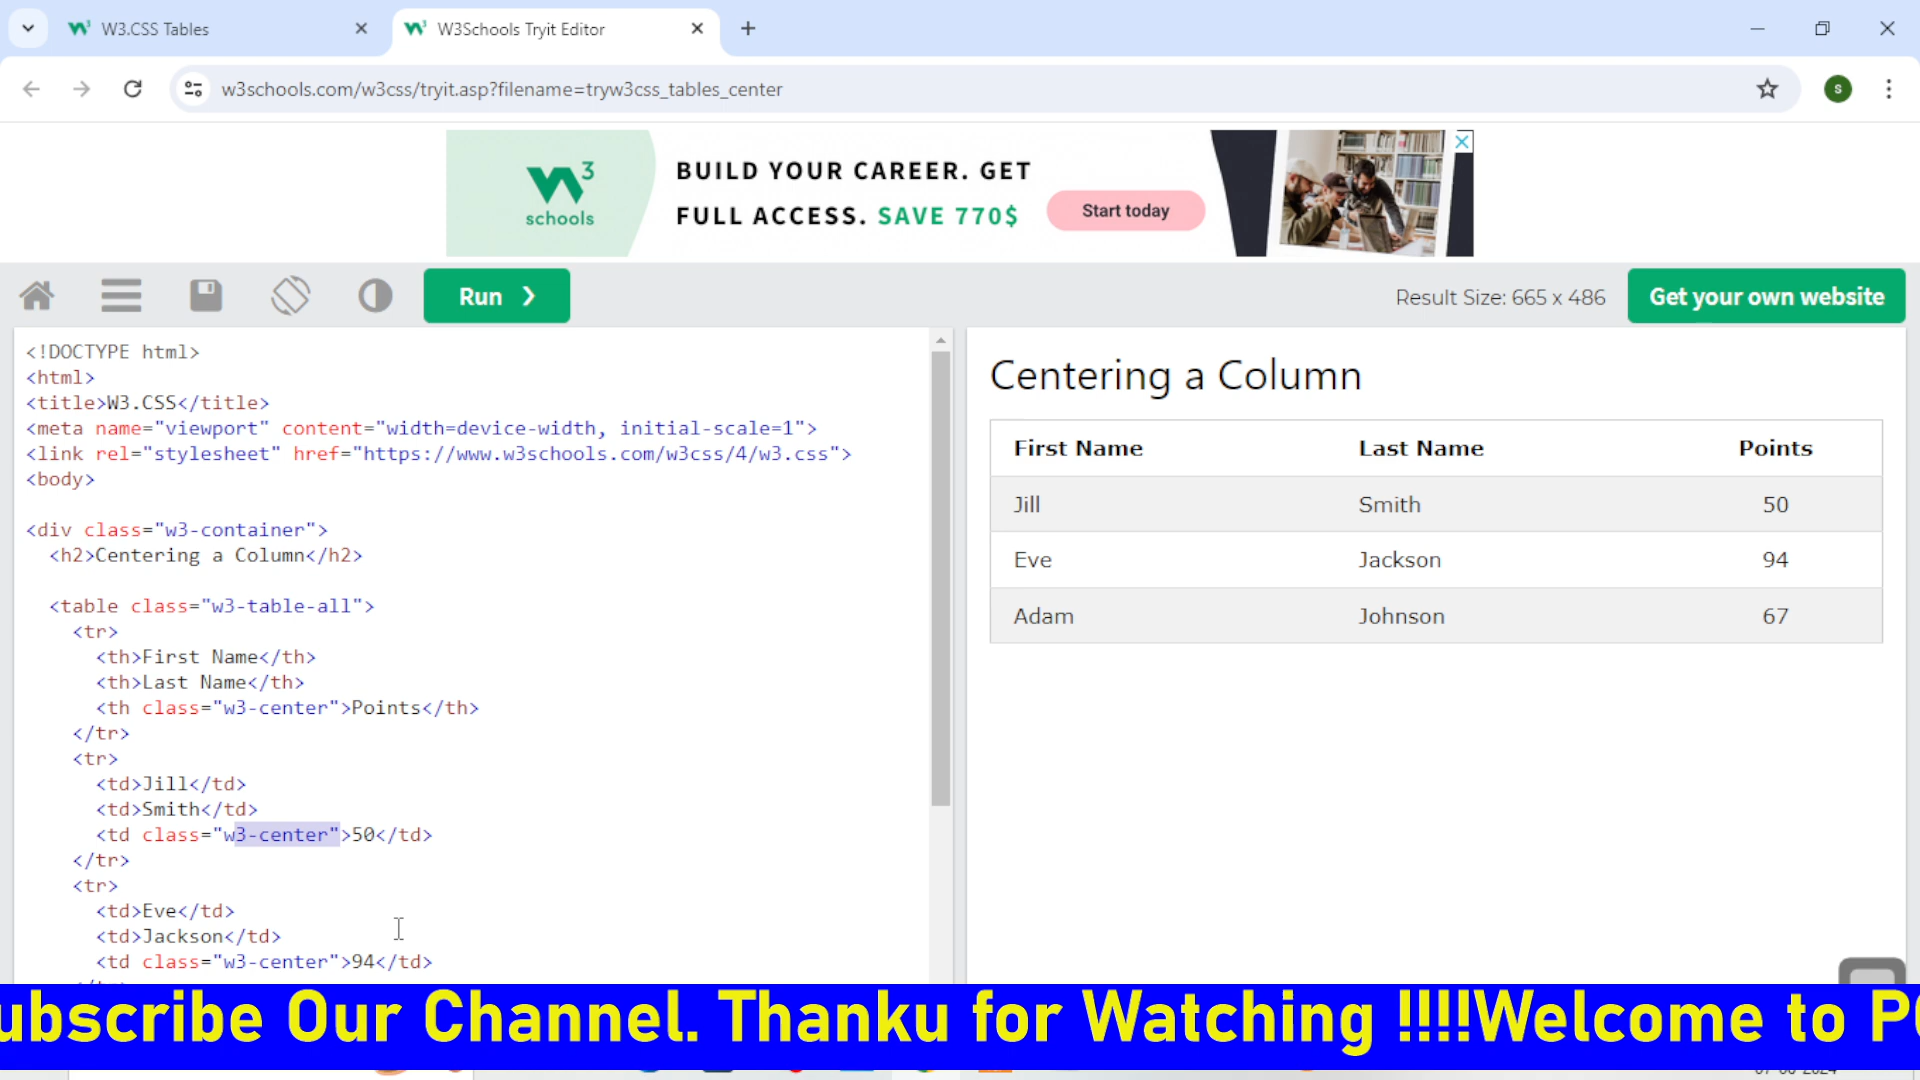 W3.CSS Tables
W3Schools Tryit Editor
w3schools.com/w3css/tryit.asp?filename=tryw3css_tables_center
S
W3
schools
BUILD YOUR CAREER. GET
FULL ACCESS. SAVE 770$
Start today
Run ❯
Result Size: 665 x 486
Get your own website
<!DOCTYPE html>
<html>
<title>W3.CSS</title>
<meta name="viewport" content="width=device-width, initial-scale=1">
<link rel="stylesheet" href="https://www.w3schools.com/w3css/4/w3.css">
<body>
<div class="w3-container">
<h2>Centering a Column</h2>
<table class="w3-table-all">
<tr>
<th>First Name</th>
<th>Last Name</th>
<th class="w3-center">Points</th>
</tr>
<tr>
<td>Jill</td>
<td>Smith</td>
<td class="w3-center">50</td>
</tr>
<tr>
<td>Eve</td>
<td>Jackson</td>
<td class="w3-center">94</td>
Centering a Column
First Name Last Name Points
Jill Smith 50
Eve Jackson 94
Adam Johnson 67
ubscribe Our Channel. Thanku for Watching !!!!Welcome to P